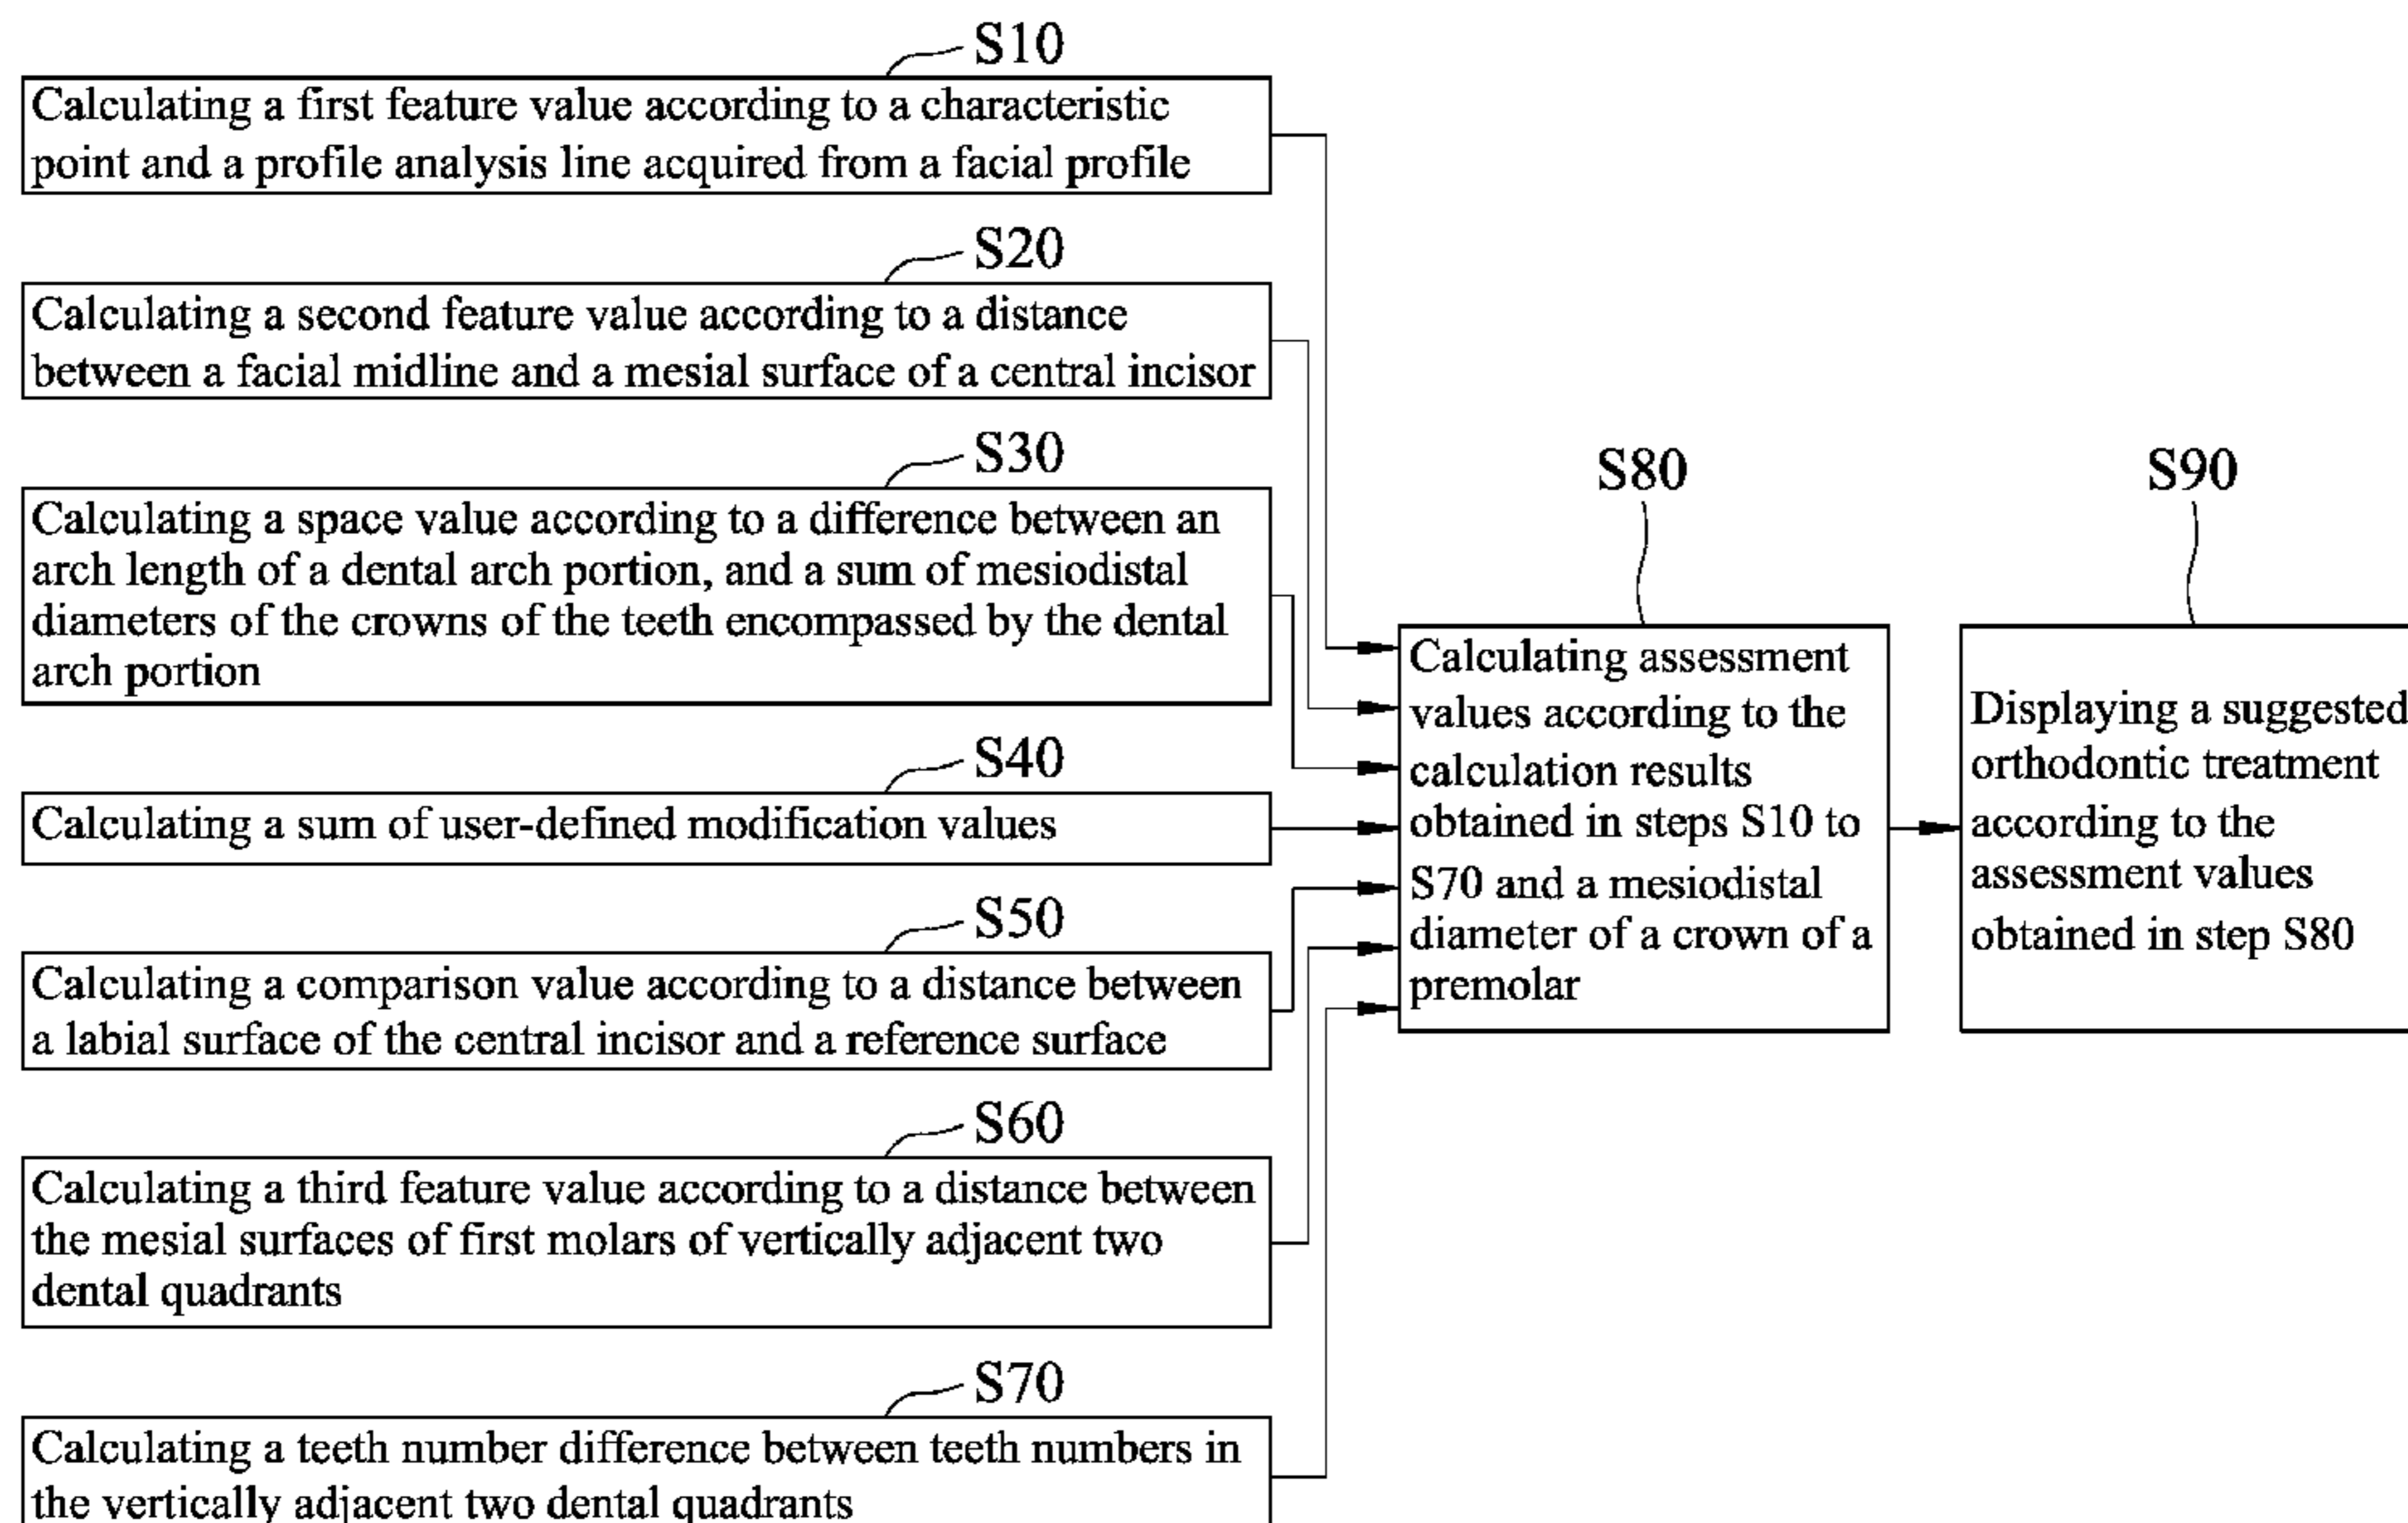 S10
Calculating a first feature value according to a characteristic
point and a profile analysis line acquired from a facial profile
S20
Calculating a second feature value according to a distance
between a facial midline and a mesial surface of a central incisor
S30
Calculating a space value according to a difference between an
arch length of a dental arch portion, and a sum of mesiodistal
diameters of the crowns of the teeth encompassed by the dental
arch portion
S40
Calculating a sum of user-defined modification values
S50
Calculating a comparison value according to a distance between
a labial surface of the central incisor and a reference surface
S60
Calculating a third feature value according to a distance between
the mesial surfaces of first molars of vertically adjacent two
dental quadrants
S70
Calculating a teeth number difference between teeth numbers in
the vertically adjacent two dental quadrants
S80
Calculating assessment
values according to the
calculation results
obtained in steps S10 to
S70 and a mesiodistal
diameter of a crown of a
premolar
S90
Displaying a suggested
orthodontic treatment
according to the
assessment values
obtained in step S80